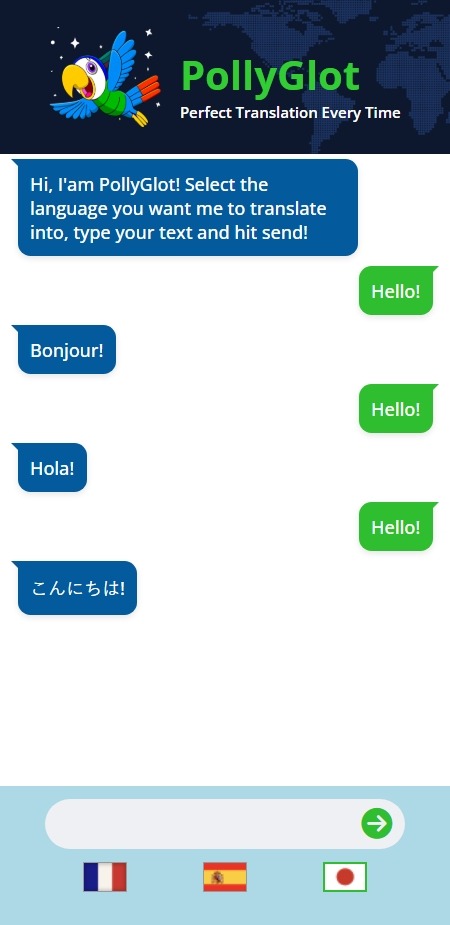 PollyGlot
Perfect Translation Every Time
Hi, I'am PollyGlot! Select the
language you want me to translate
into, type your text and hit send!
Hello!
Bonjour!
Hello!
Hola!
Hello!
こんにちは!